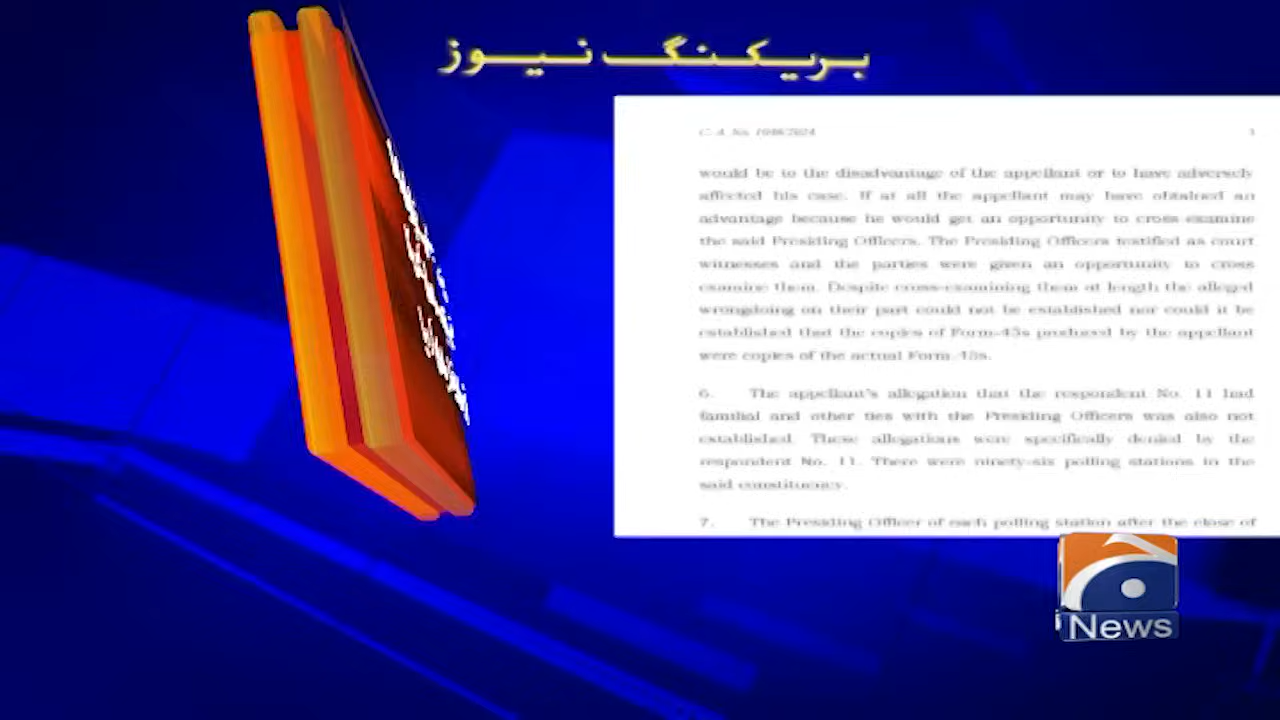 بریکنگ نیوز
C. A. No. 1086/2024 3
would be to the disadvantage of the appellant or to have adversely
affected his case. If at all the appellant may have obtained an
advantage because he would get an opportunity to cross-examine
the said Presiding Officers. The Presiding Officers testified as court
witnesses and the parties were given an opportunity to cross
examine them. Despite cross-examining them at length the alleged
wrongdoing on their part could not be established nor could it be
established that the copies of Form-45s produced by the appellant
were copies of the actual Form-45s.
6. The appellant's allegation that the respondent No. 11 had
familial and other ties with the Presiding Officers was also not
established. These allegations were specifically denied by the
respondent No. 11. There were ninety-six polling stations in the
said constituency.
7. The Presiding Officer of each polling station after the close of
News